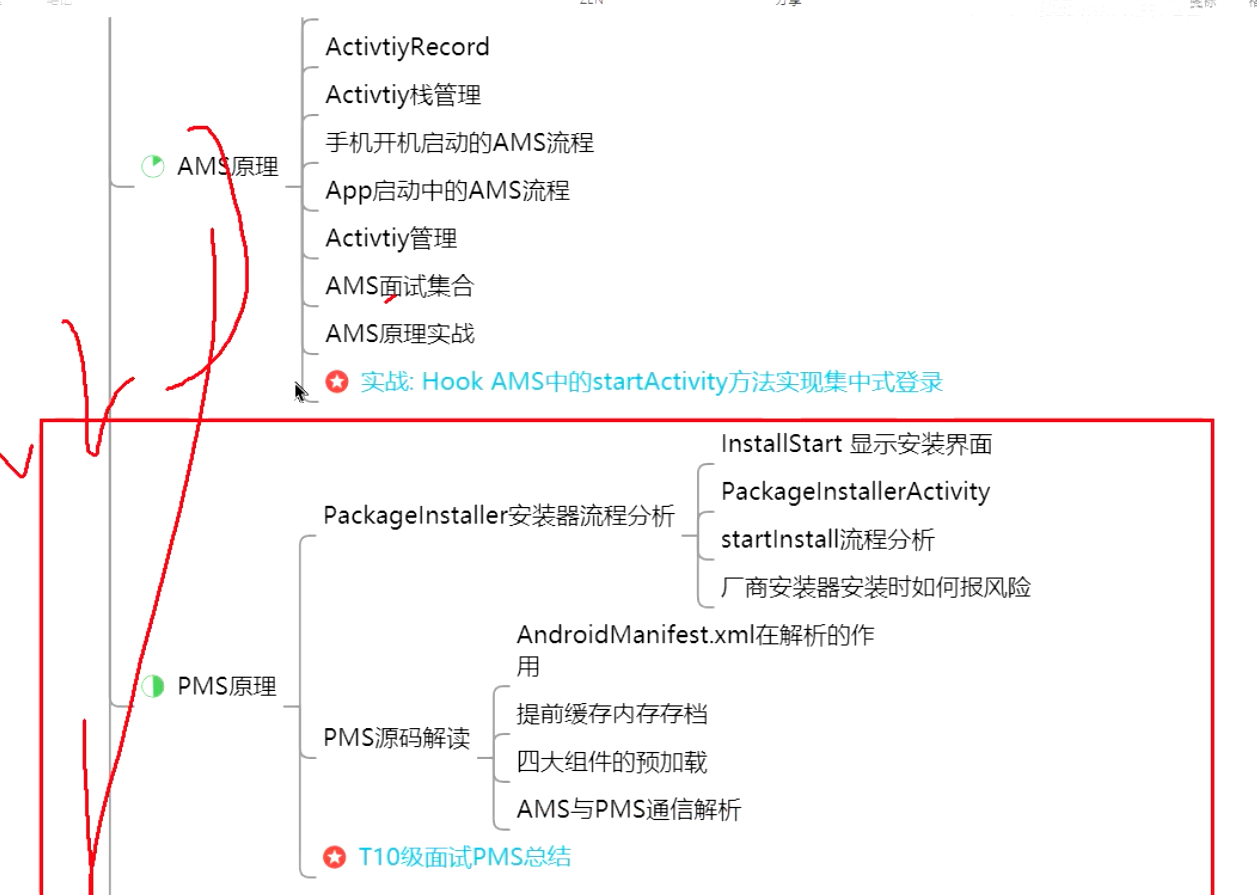 ActivtiyRecord
Activtiy栈管理
手机开机启动的AMS流程
AMS原理
App启动中的AMS流程
Activtiy管理
AMS面试集合
AMS原理实战
实战: Hook AMS中的startActivity方法实现集中式登录
InstallStart 显示安装界面
PackageInstallerActivity
PackageInstaller安装器流程分析
startInstall流程分析
厂商安装器安装时如何报风险
AndroidManifest.xml在解析的作
用
PMS原理
提前缓存内存存档
PMS源码解读
四大组件的预加载
AMS与PMS通信解析
T10级面试PMS总结